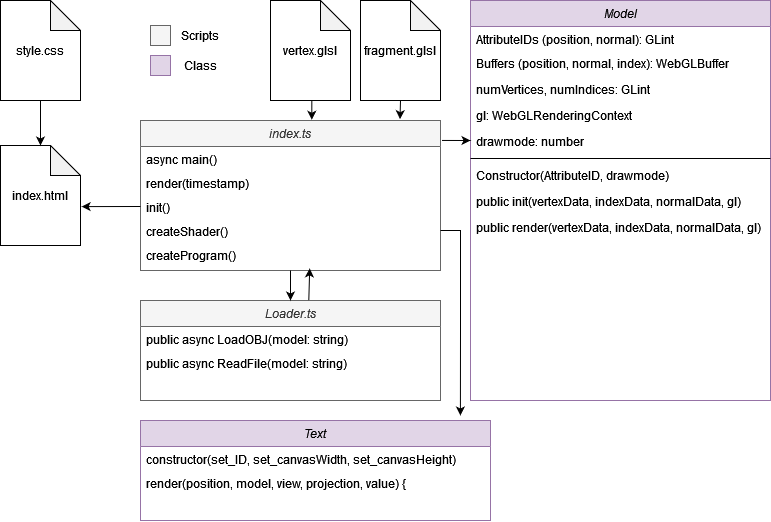 style.css
Scripts
Class
vertex.glsl
fragment.glsl
Model
AttributeIDs (position, normal): GLint
Buffers (position, normal, index): WebGLBuffer
numVertices, numIndices: GLint
gl: WebGLRenderingContext
drawmode: number
Constructor(AttributeID, drawmode)
public init(vertexData, indexData, normalData, gl)
public render(vertexData, indexData, normalData, gl)
index.ts
async main()
render(timestamp)
init()
createShader()
createProgram()
index.html
Loader.ts
public async LoadOBJ(model: string)
public async ReadFile(model: string)
Text
constructor(set_ID, set_canvasWidth, set_canvasHeight)
render(position, model, view, projection, value) {